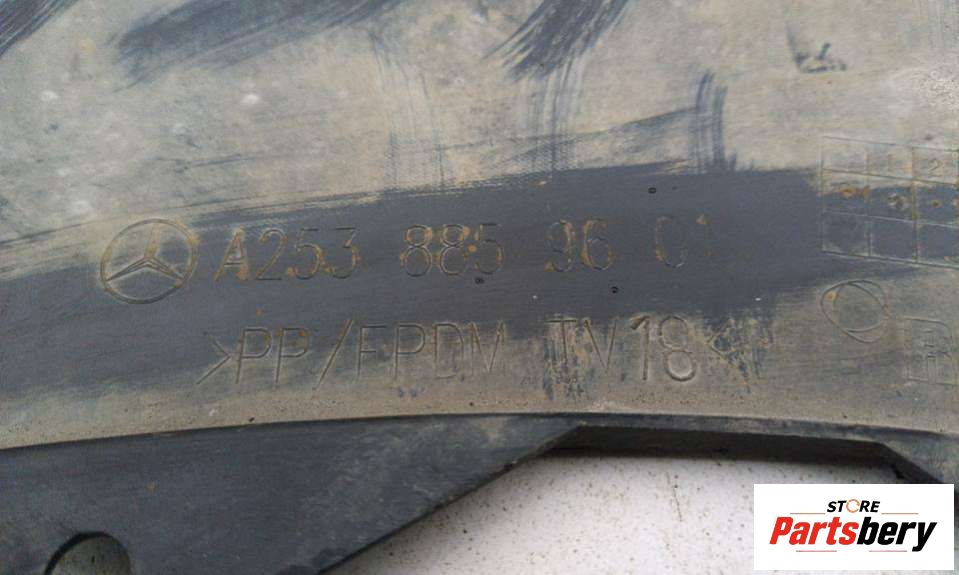 A253 885 96 01
>PP/EPDM TV18<
STORE
Partsbery